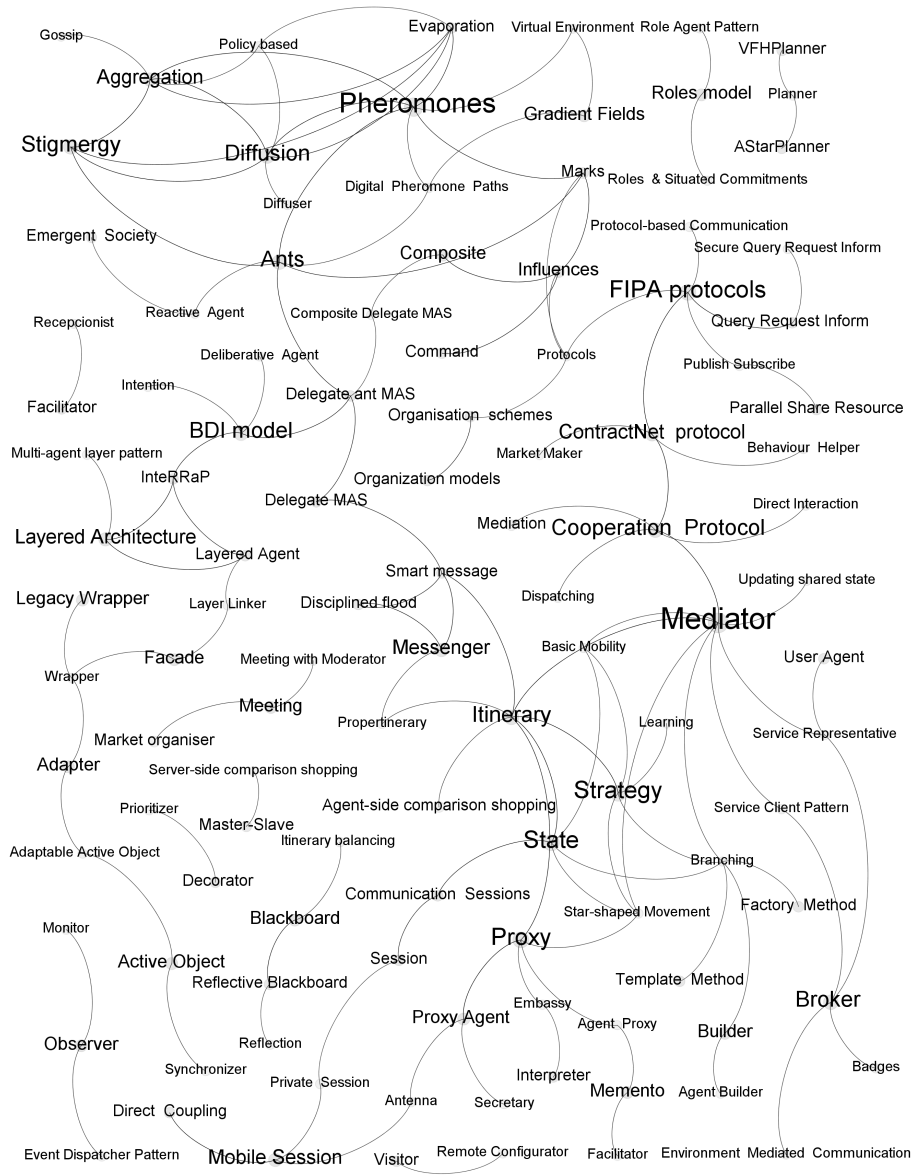 Gossip
Policy based
Evaporation
Virtual Environment
Role Agent Pattern
VFHPlanner
Aggregation
Pheromones
Roles model
Planner
Gradient Fields
Stigmergy
Diffusion
AStarPlanner
Marks
Roles & Situated Commitments
Digital Pheromone Paths
Diffuser
Protocol-based Communication
Emergent Society
Secure Query Request Inform
Composite
Ants
Influences
FIPA protocols
Reactive Agent
Composite Delegate MAS
Recepcionist
Query Request Inform
Deliberative Agent
Command
Protocols
Publish Subscribe
Intention
Delegate ant MAS
Facilitator
Organisation schemes
Parallel Share Resource
BDI model
ContractNet protocol
Multi-agent layer pattern
Market Maker
Behaviour Helper
InteRRaP
Organization models
Delegate MAS
Direct Interaction
Layered Architecture
Mediation
Cooperation Protocol
Layered Agent
Smart message
Updating shared state
Legacy Wrapper
Layer Linker
Disciplined flood
Dispatching
Mediator
Facade
Meeting with Moderator
Messenger
Basic Mobility
User Agent
Wrapper
Meeting
Propertinerary
Itinerary
Learning
Service Representative
Market organiser
Adapter
Server-side comparison shopping
Strategy
Prioritizer
Agent-side comparison shopping
Service Client Pattern
Master-Slave
Itinerary balancing
State
Adaptable Active Object
Branching
Decorator
Communication Sessions
Factory Method
Blackboard
Star-shaped Movement
Monitor
Proxy
Active Object
Session
Reflective Blackboard
Template Method
Embassy
Broker
Proxy Agent
Agent Proxy
Builder
Observer
Reflection
Synchronizer
Interpreter
Badges
Private Session
Memento
Agent Builder
Antenna
Secretary
Direct Coupling
Event Dispatcher Pattern
Mobile Session
Visitor
Remote Configurator
Facilitator
Environment Mediated Communication